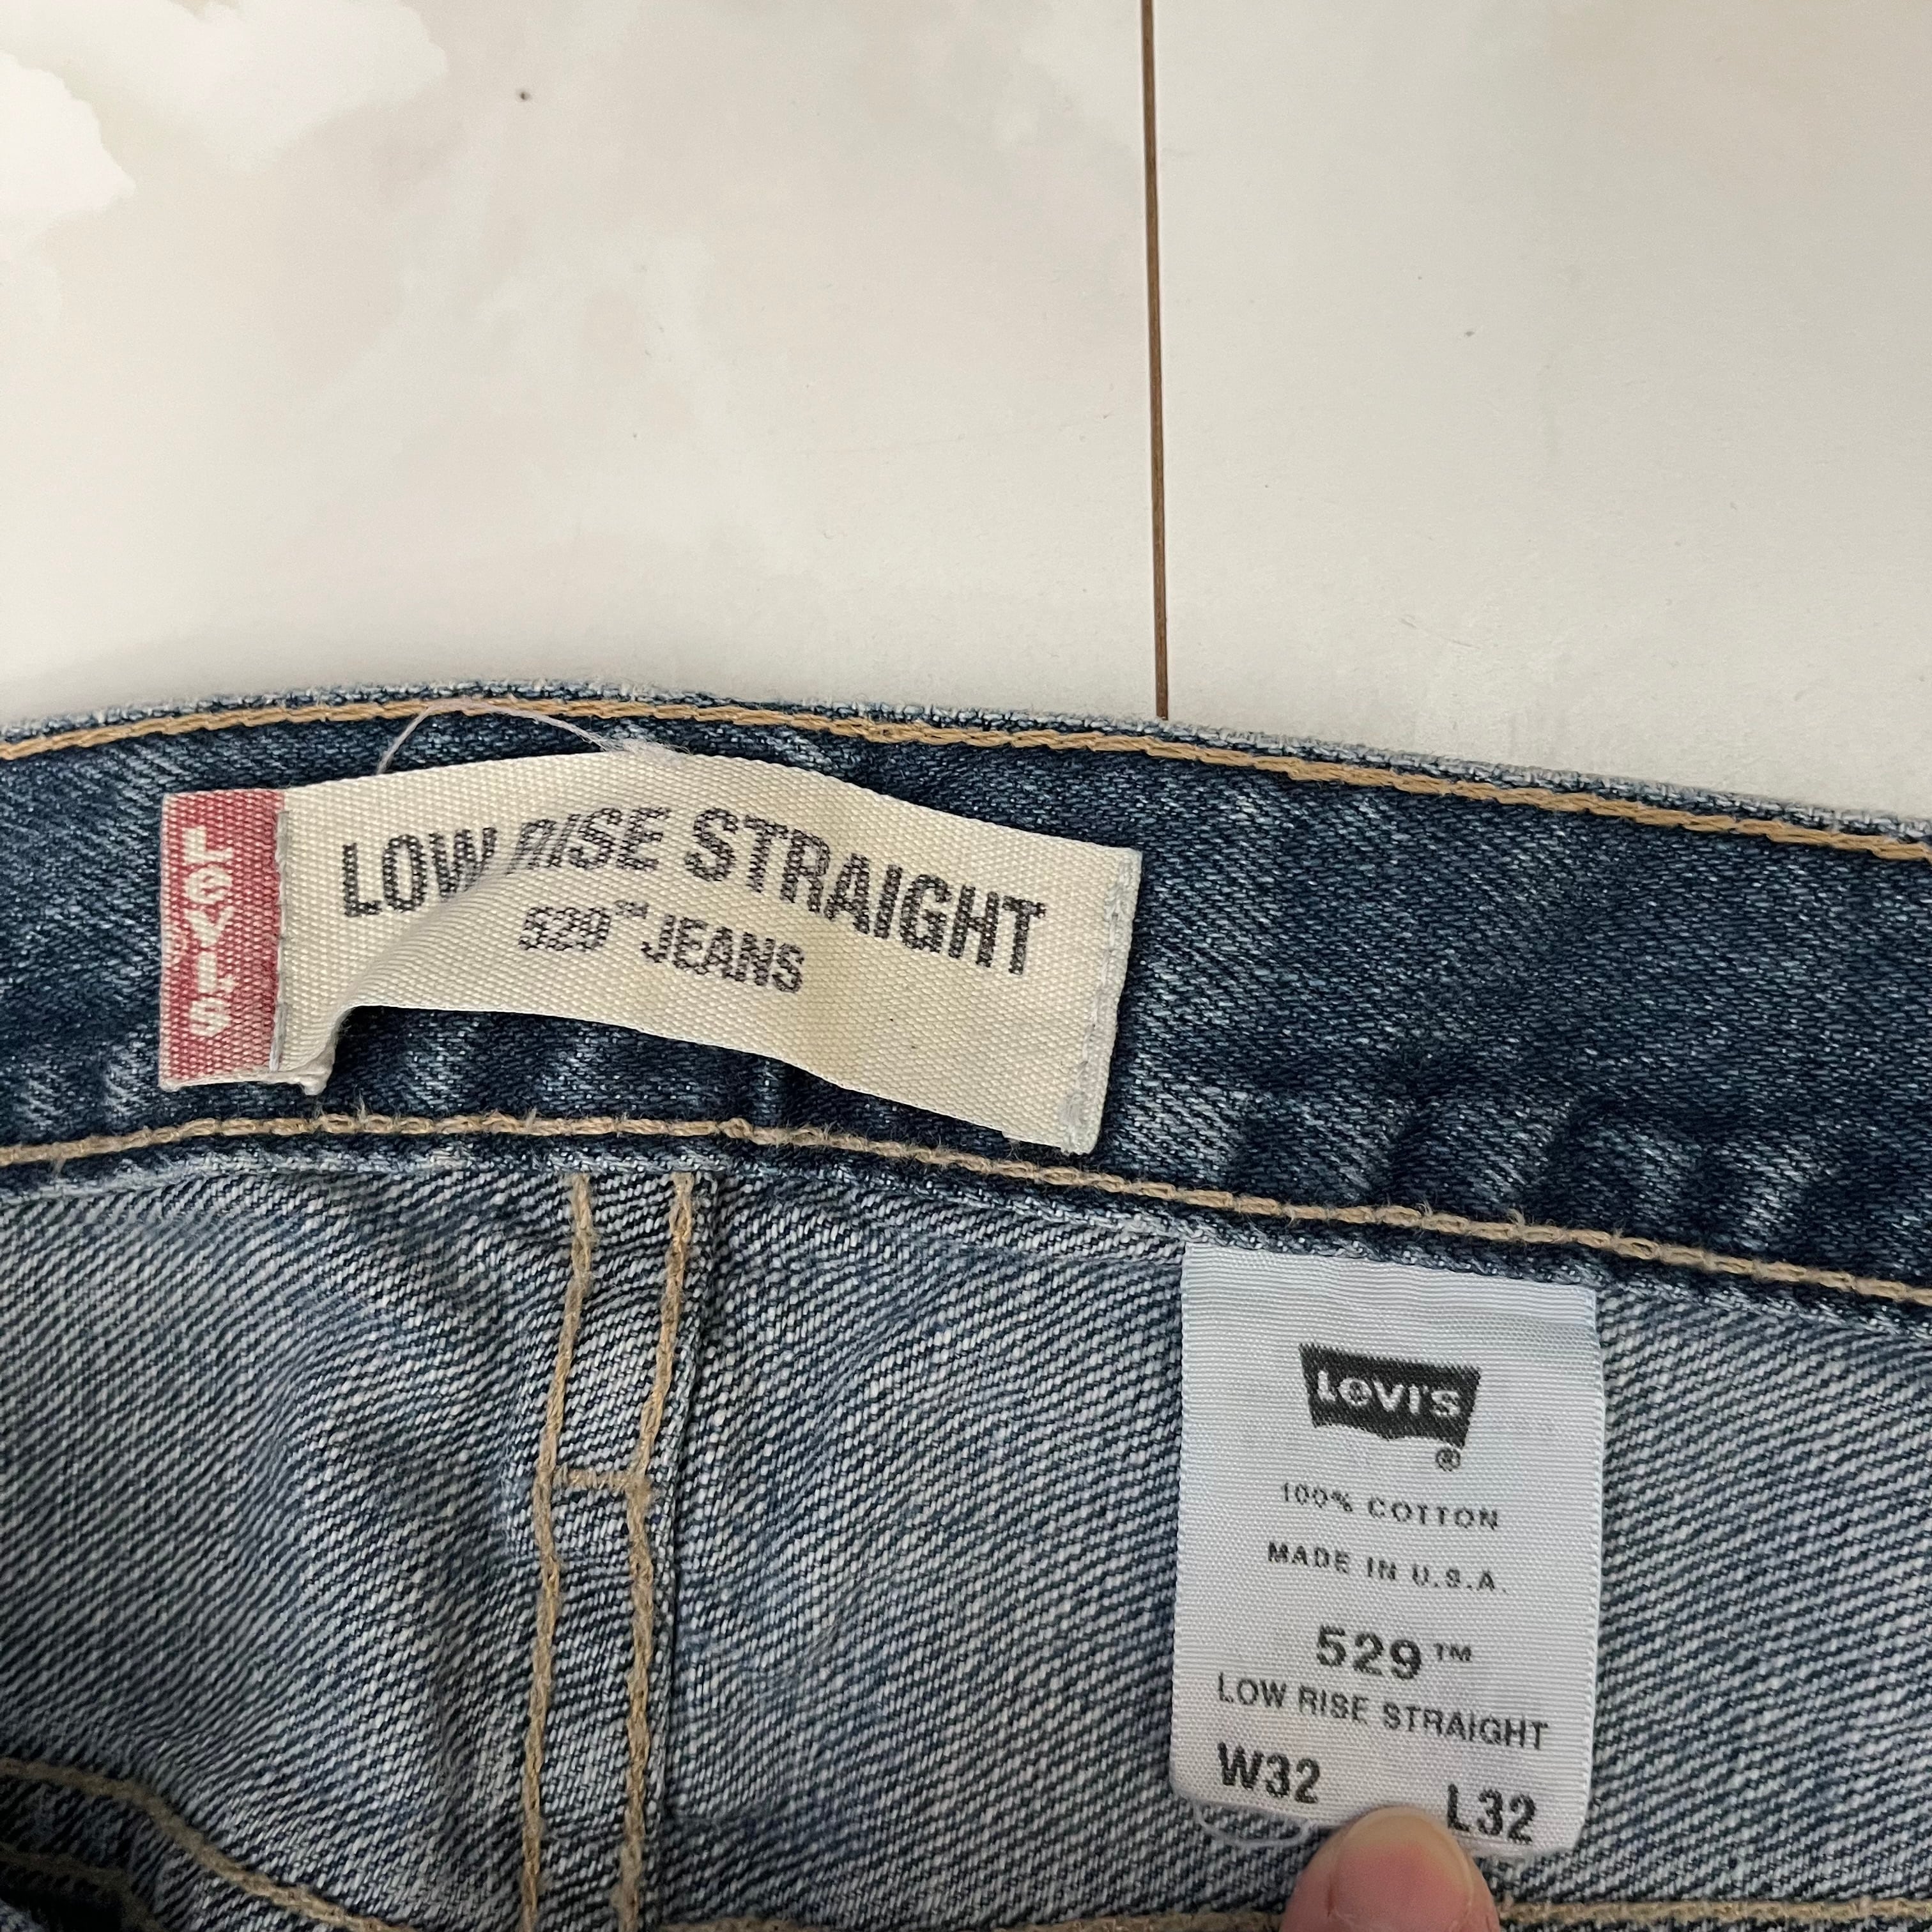 LEVI'S
LOW RISE STRAIGHT
529™ JEANS
LEVI'S
®
100% COTTON
MADE IN U.S.A.
529™
LOW RISE STRAIGHT
W32 L32